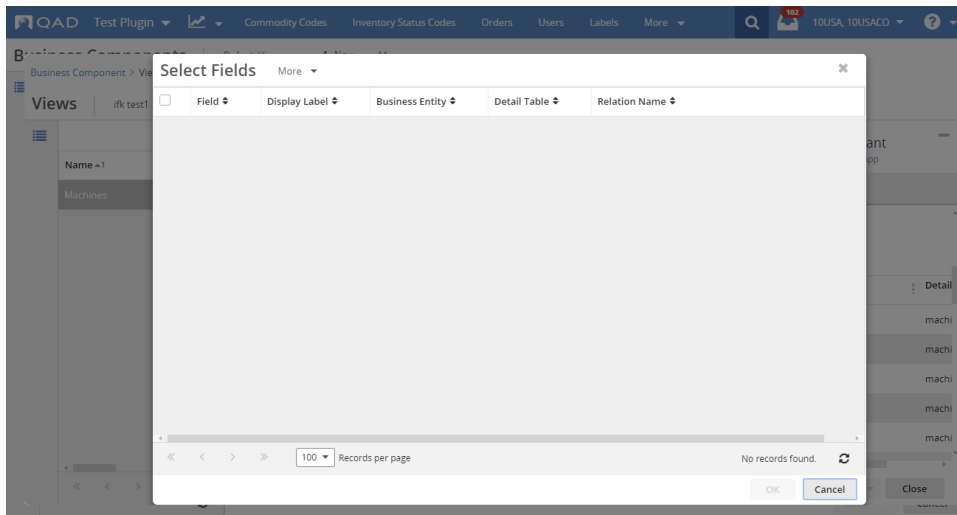 QAD Test Plugin Commodity Codes Inventory Status Codes Orders Users Labels More 102 10USA, 10USACO ?
Business Component > Vie
Select Fields More
Views ifk test1
Field Display Label Business Entity Detail Table Relation Name
ant
Name 1
Machines
Detail
machi
machi
machi
machi
machi
100 Records per page No records found.
OK Cancel Close